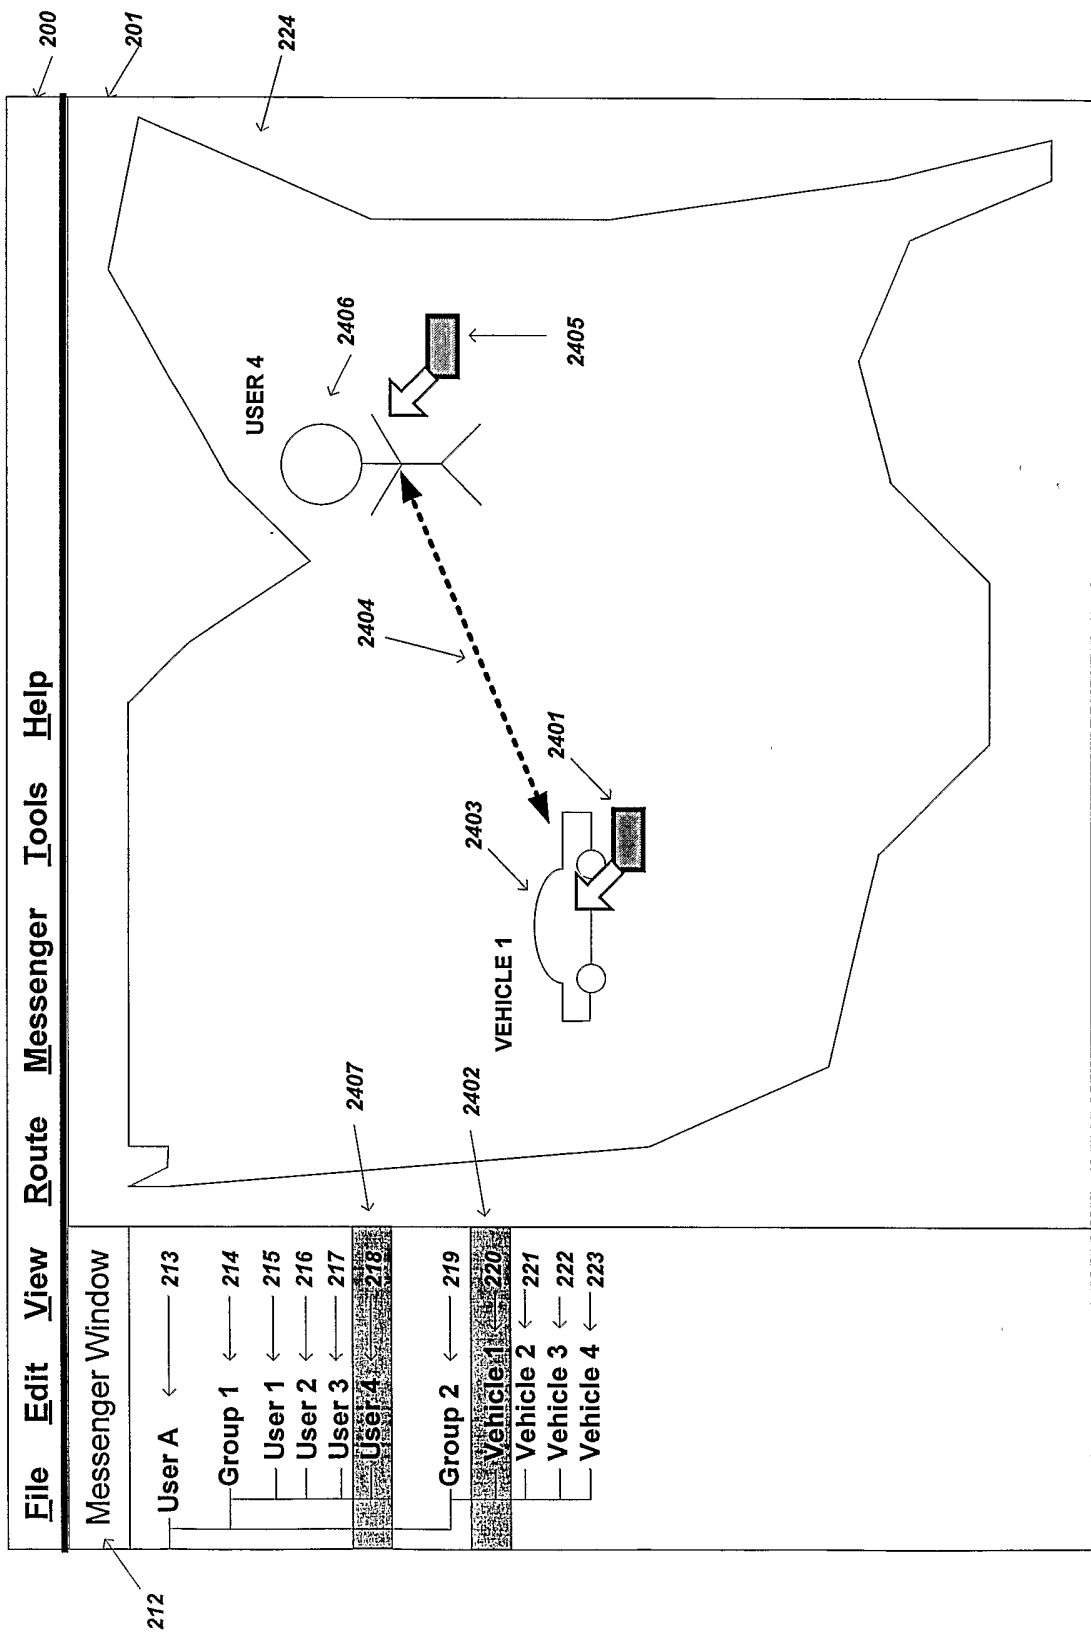 File Edit View Route Messenger Tools Help
200
201
Messenger Window
212
User A 213
Group 1 214
User 1 215
User 2 216
User 3 217
User 4 218
2407
Group 2 219
Vehicle 1 220
2402
Vehicle 2 221
Vehicle 3 222
Vehicle 4 223
224
USER 4
2406
2405
2404
2401
2403
VEHICLE 1